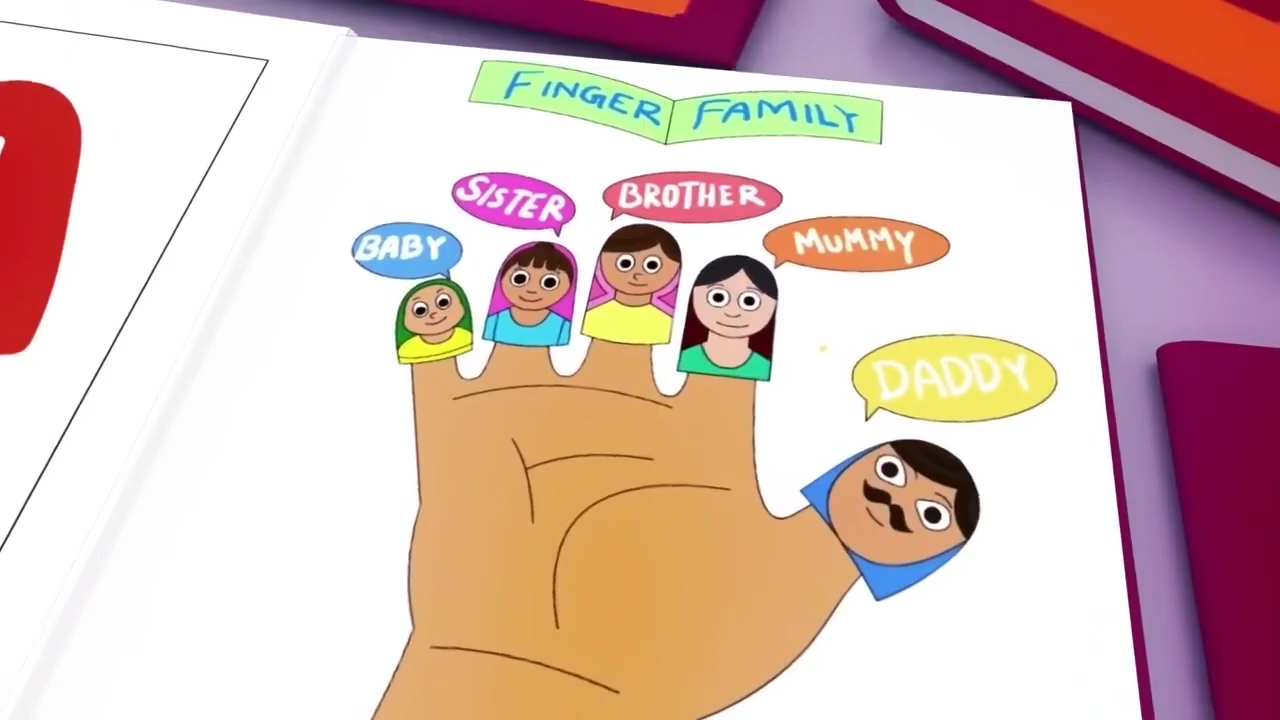 FINGER FAMILY
SISTER
BROTHER
BABY
MUMMY
DADDY